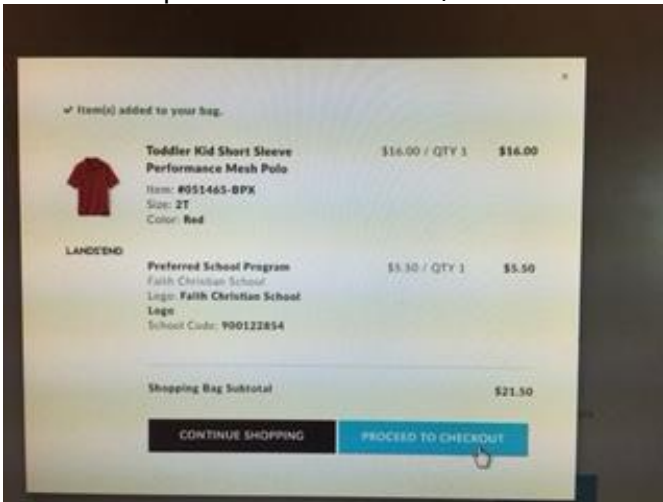 ✔ Item(s) added to your bag.
Toddler Kid Short Sleeve $16.00 / QTY 1 $16.00
Performance Mesh Polo
Item: #051465-BPX
Size: 2T
Color: Red
LANDS'END
Preferred School Program $5.50 / QTY 1 $5.50
Faith Christian School
Logo: Faith Christian School
Logo
School Code: 900122854
Shopping Bag Subtotal $21.50
CONTINUE SHOPPING PROCEED TO CHECKOUT